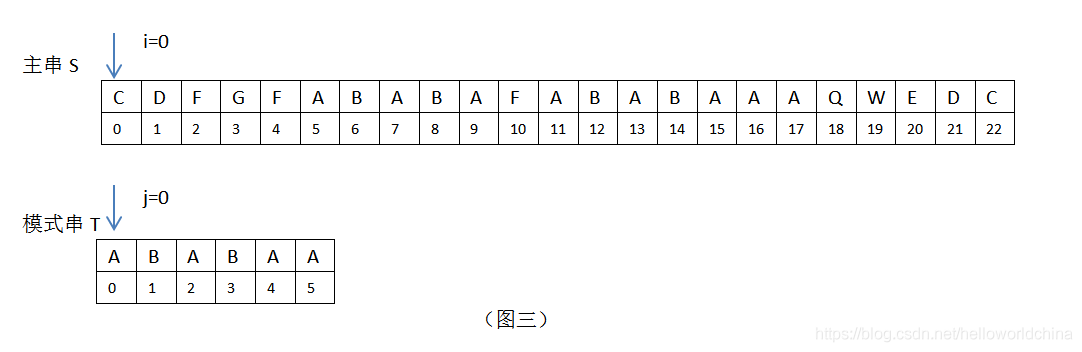 i=0
主串 S
C D F G F A B A B A F A B A B A A A Q W E D C
0 1 2 3 4 5 6 7 8 9 10 11 12 13 14 15 16 17 18 19 20 21 22
j=0
模式串 T
A B A B A A
0 1 2 3 4 5
（图三）
https://blog.csdn.net/helloworldchina